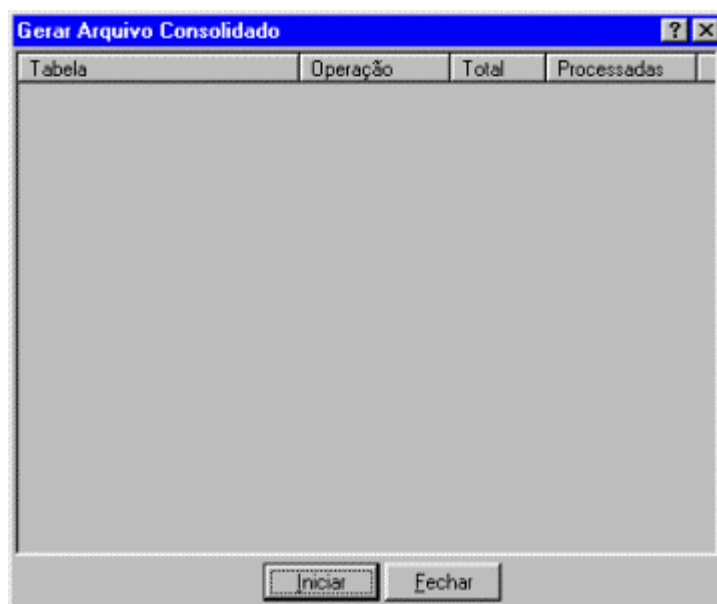 Gerar Arquivo Consolidado
Tabela Operação Total Processadas
Iniciar Fechar